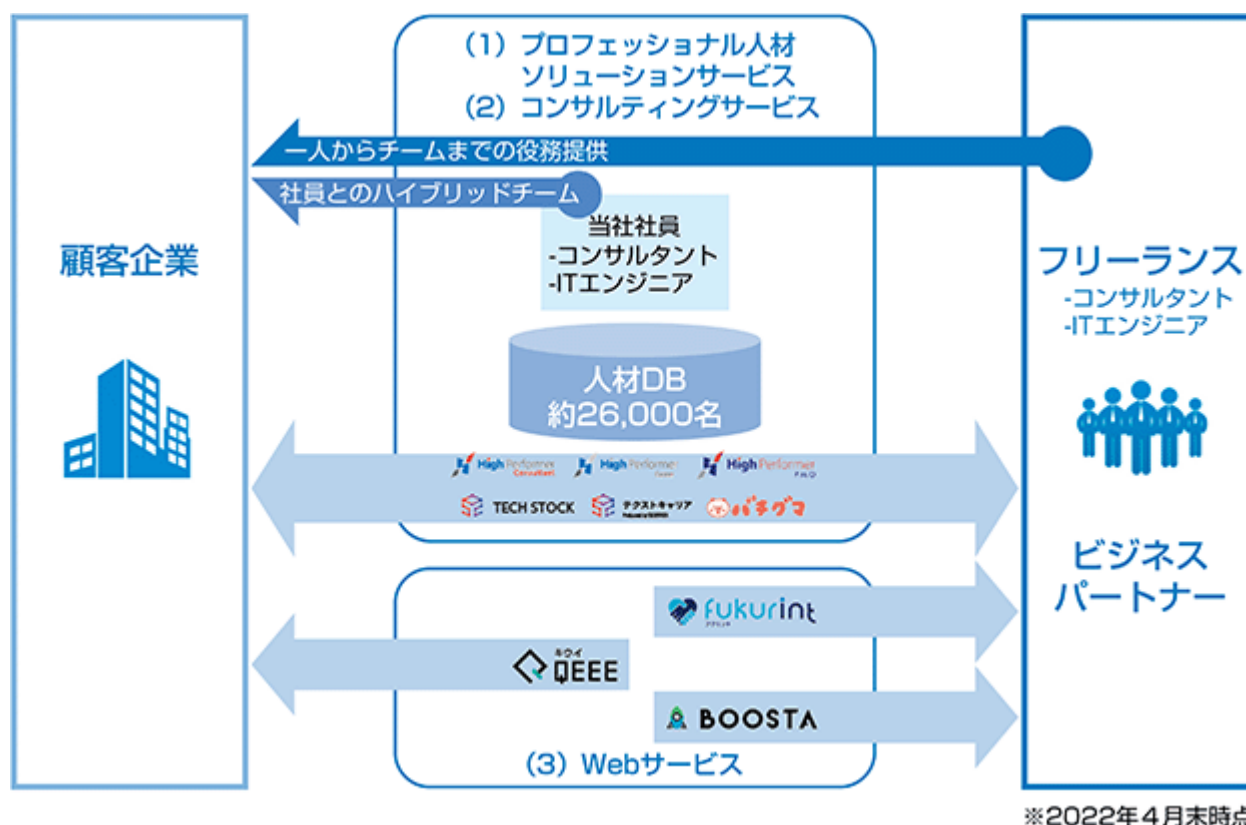 (1) プロフェッショナル人材
ソリューションサービス
(2) コンサルティングサービス
一人からチームまでの役務提供
社員とのハイブリッドチーム
当社社員
-コンサルタント
-ITエンジニア
顧客企業
フリーランス
-コンサルタント
-ITエンジニア
人材DB
約26,000名
High Performer
Consultant
High Performer
High Performer
P.M.O
TECH STOCK
テクストキャリア
バチグマ
ビジネス
パートナー
fukurint
フクリント
キウイ
QEEE
BOOSTA
(3) Webサービス
※2022年4月末時点